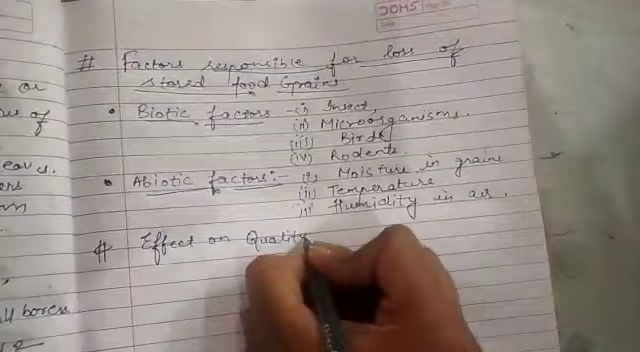 DOMS
# Factors responsible for loss of
stored food Grains
• Biotic factors - (i) Insect,
(ii) Microorganisms.
(iii) Birds
(iv) Rodents.
• Abiotic factors:- (i) Moisture in grains
(ii) Temperature
Humidity in air.
# Effect on Quality